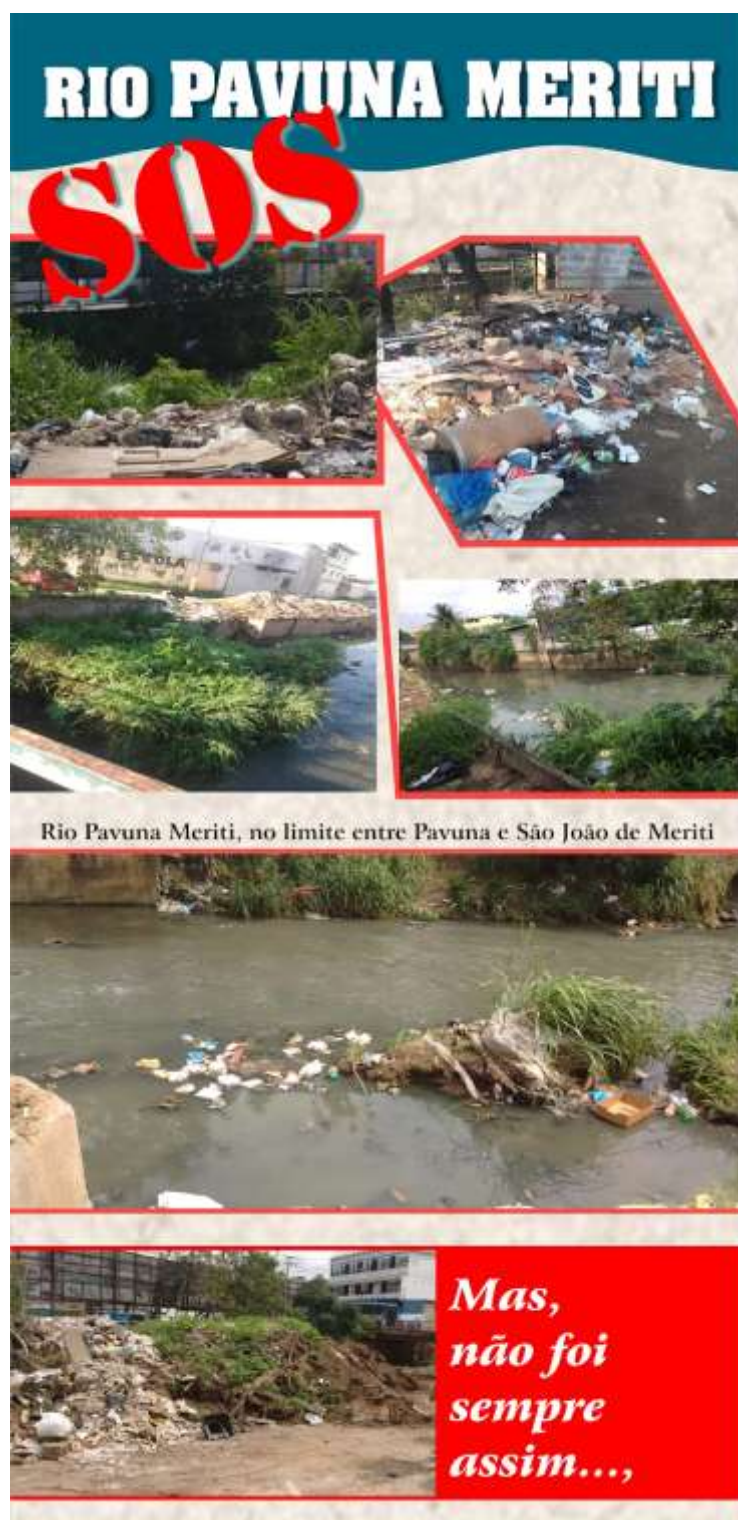 RIO PAVUNA MERITI
SOS
ESCOLA
Rio Pavuna Meriti, no limite entre Pavuna e São João de Meriti
Mas,
não foi
sempre
assim...,